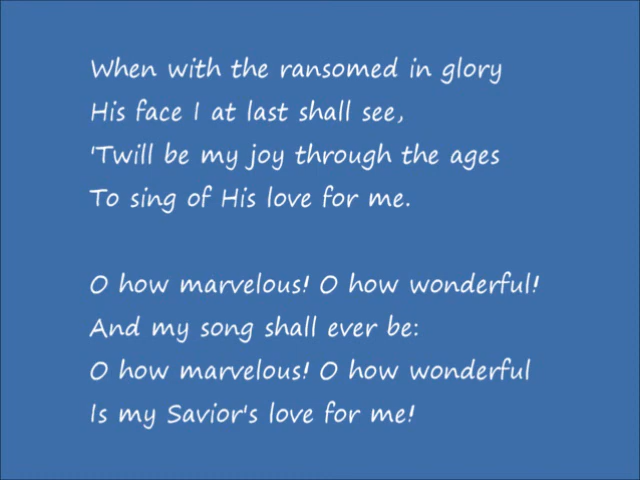 When with the ransomed in glory
His face I at last shall see,
'Twill be my joy through the ages
To sing of His love for me.
O how marvelous! O how wonderful!
And my song shall ever be:
O how marvelous! O how wonderful
Is my Savior's love for me!